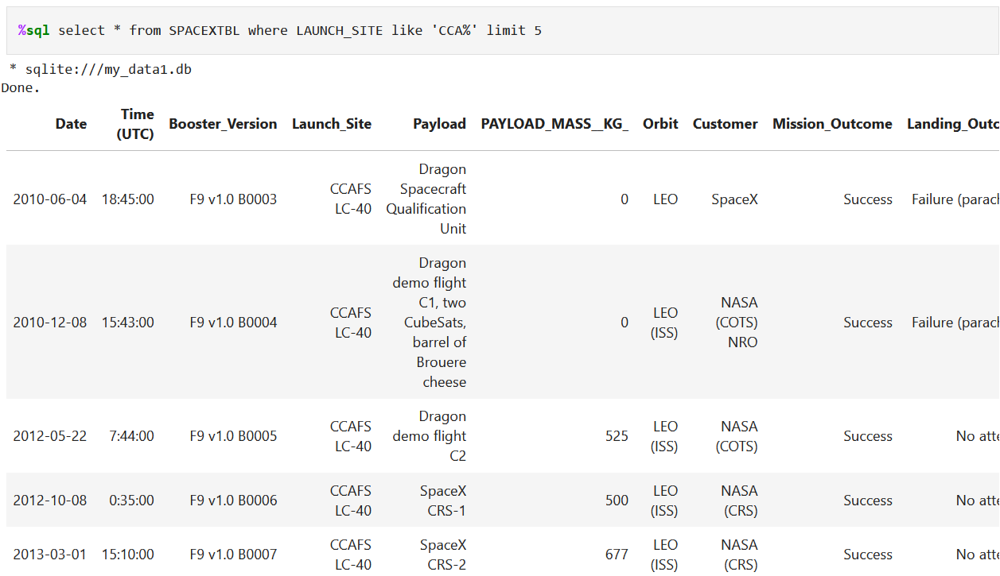 %sql select * from SPACEXTBL where LAUNCH_SITE like 'CCA%' limit 5
* sqlite:///my_data1.db
Done.
Date Time (UTC) Booster_Version Launch_Site Payload PAYLOAD_MASS__KG_ Orbit Customer Mission_Outcome Landing_Outc
2010-06-04 18:45:00 F9 v1.0 B0003 CCAFS LC-40 Dragon Spacecraft Qualification Unit 0 LEO SpaceX Success Failure (parach
2010-12-08 15:43:00 F9 v1.0 B0004 CCAFS LC-40 Dragon demo flight C1, two CubeSats, barrel of Brouere cheese 0 LEO (ISS) NASA (COTS) NRO Success Failure (parach
2012-05-22 7:44:00 F9 v1.0 B0005 CCAFS LC-40 Dragon demo flight C2 525 LEO (ISS) NASA (COTS) Success No atte
2012-10-08 0:35:00 F9 v1.0 B0006 CCAFS LC-40 SpaceX CRS-1 500 LEO (ISS) NASA (CRS) Success No atte
2013-03-01 15:10:00 F9 v1.0 B0007 CCAFS LC-40 SpaceX CRS-2 677 LEO (ISS) NASA (CRS) Success No atte